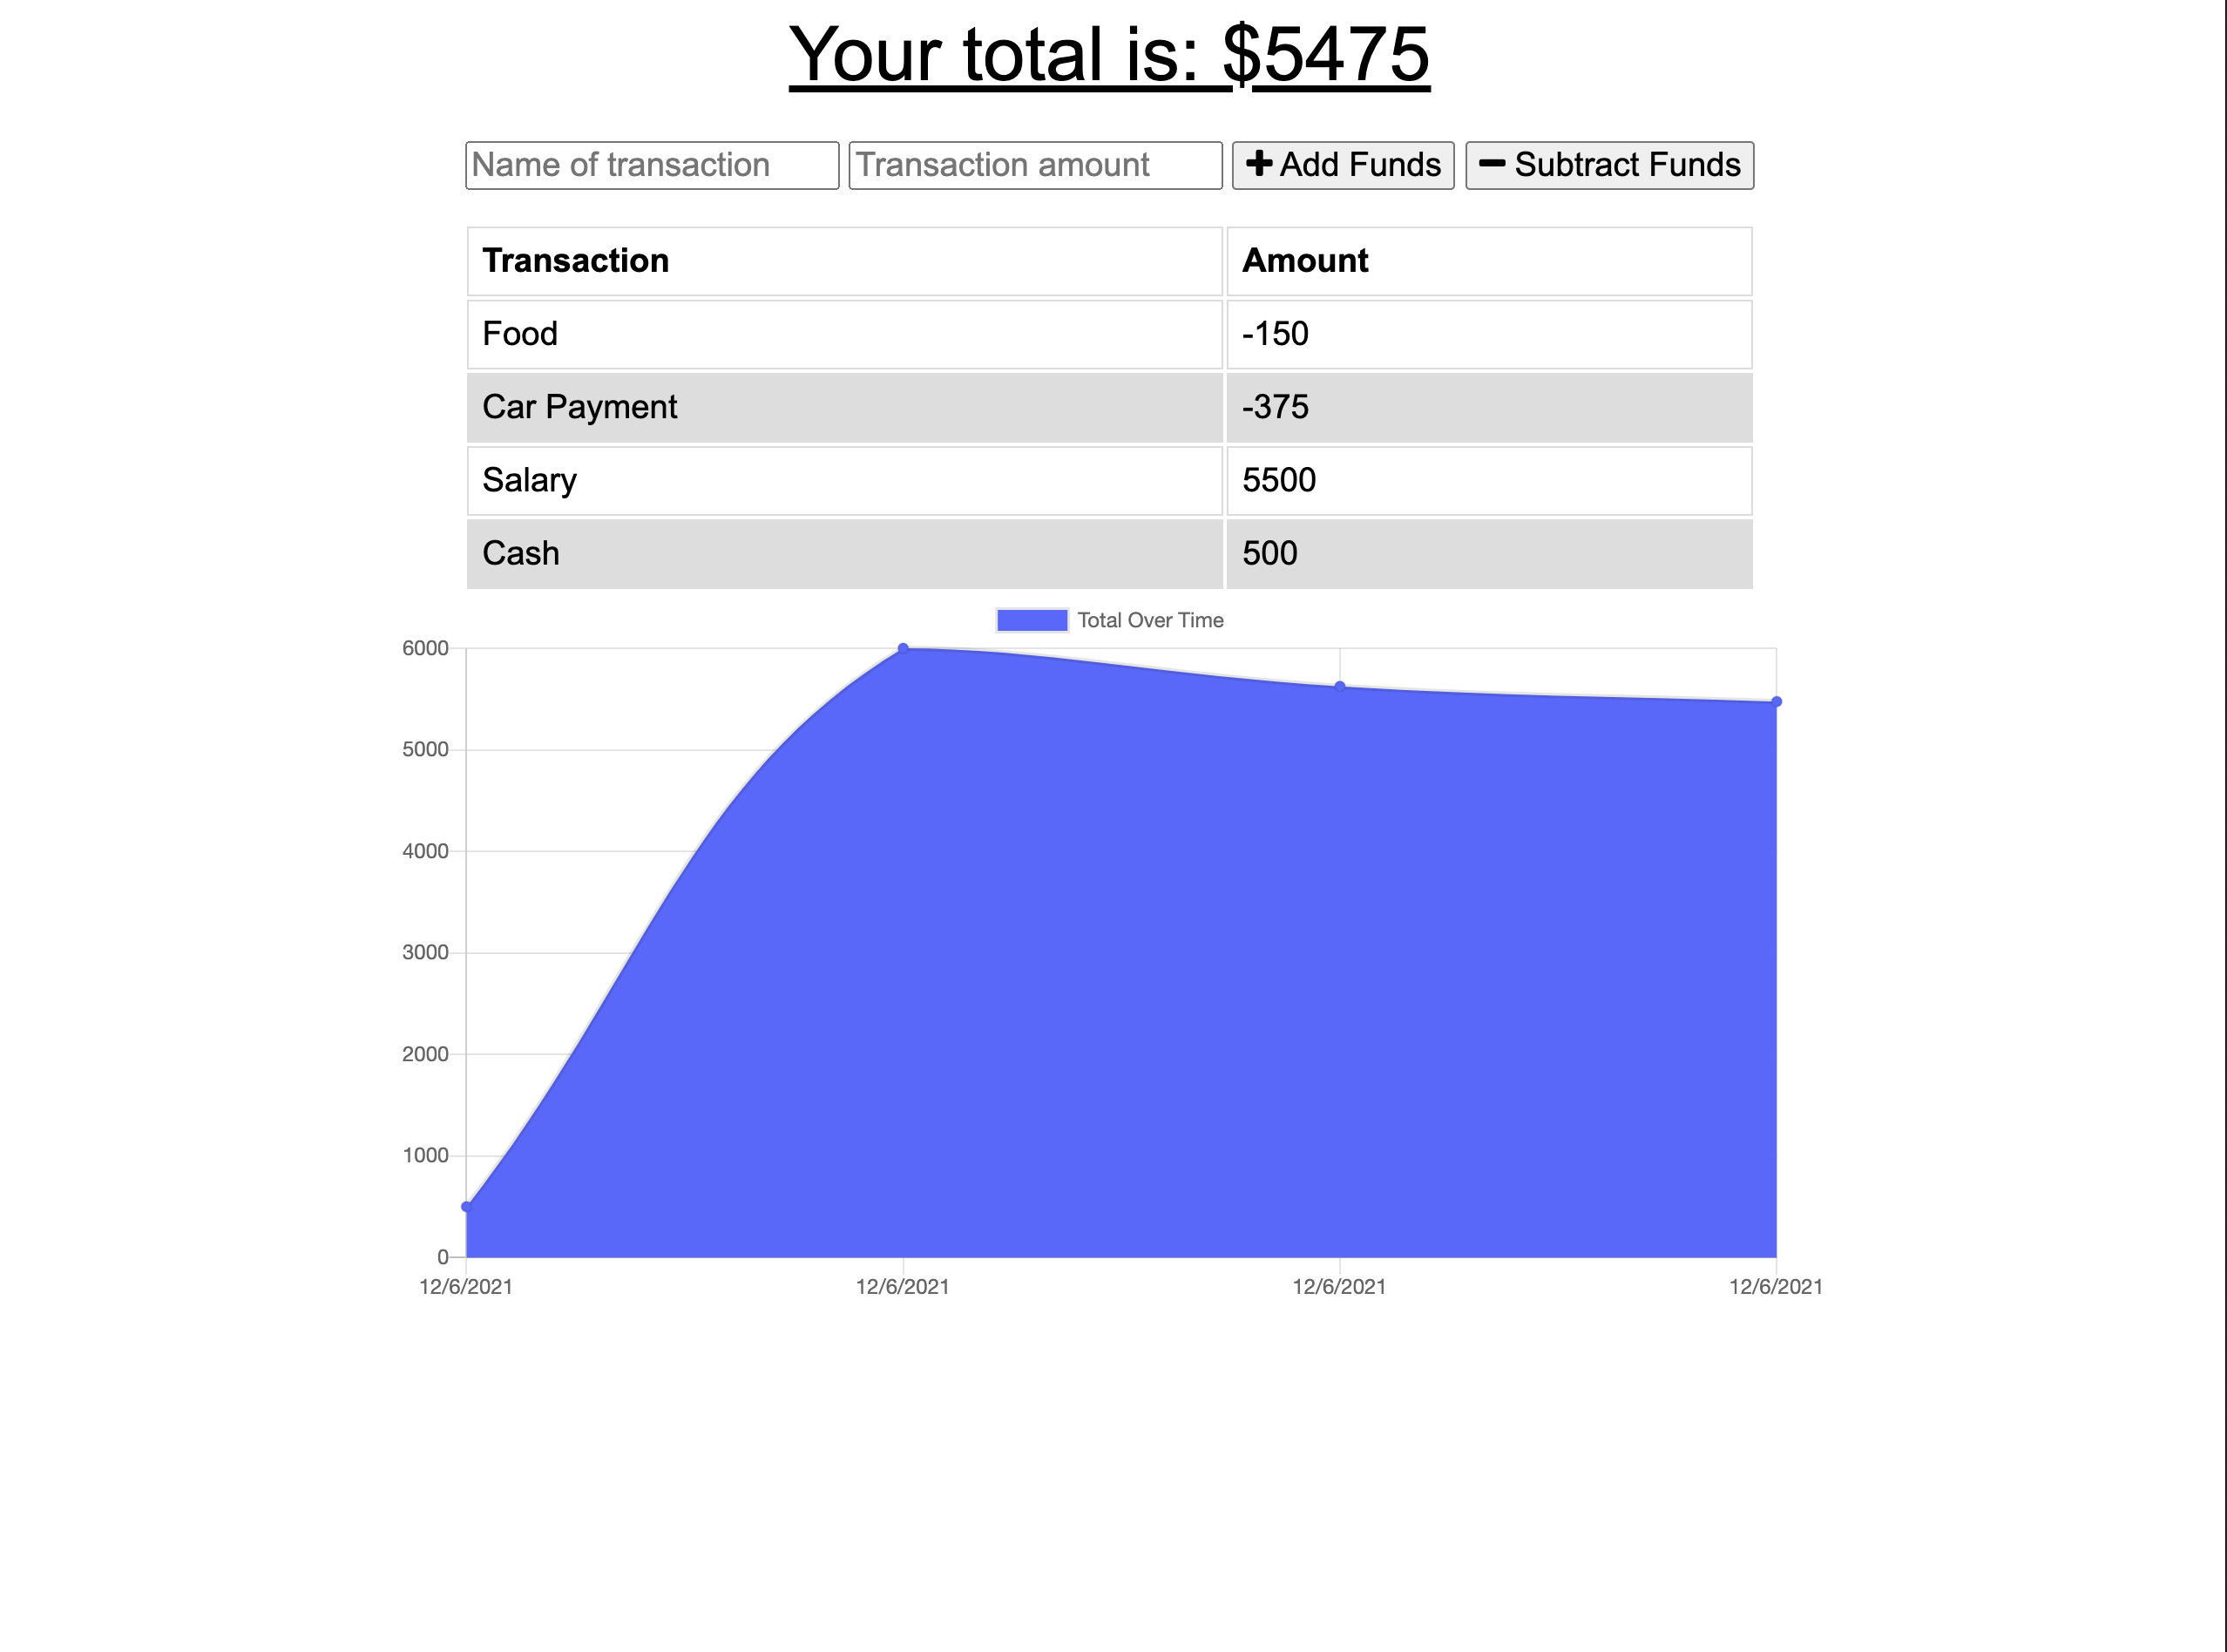 Your total is: $5475
Name of transaction Transaction amount Add Funds Subtract Funds
Transaction Amount
Food -150
Car Payment -375
Salary 5500
Cash 500
Total Over Time
6000
5000
4000
3000
2000
1000
0
12/6/2021 12/6/2021 12/6/2021 12/6/2021